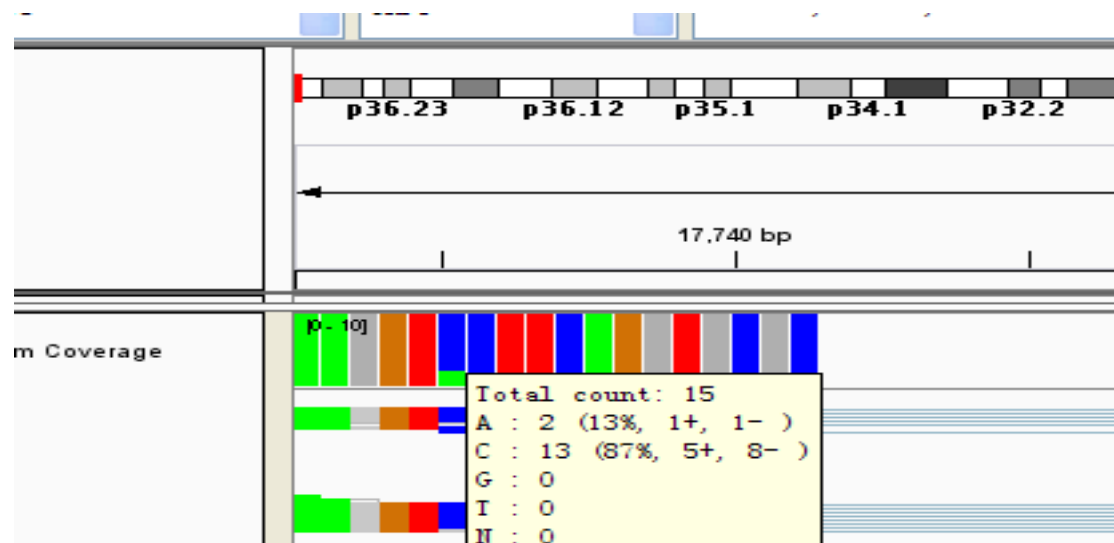 p36.23 p36.12 p35.1 p34.1 p32.2
17,740 bp
[0 - 10]
m Coverage
Total count: 15
A : 2 (13%, 1+, 1- )
C : 13 (87%, 5+, 8- )
G : 0
T : 0
N : 0